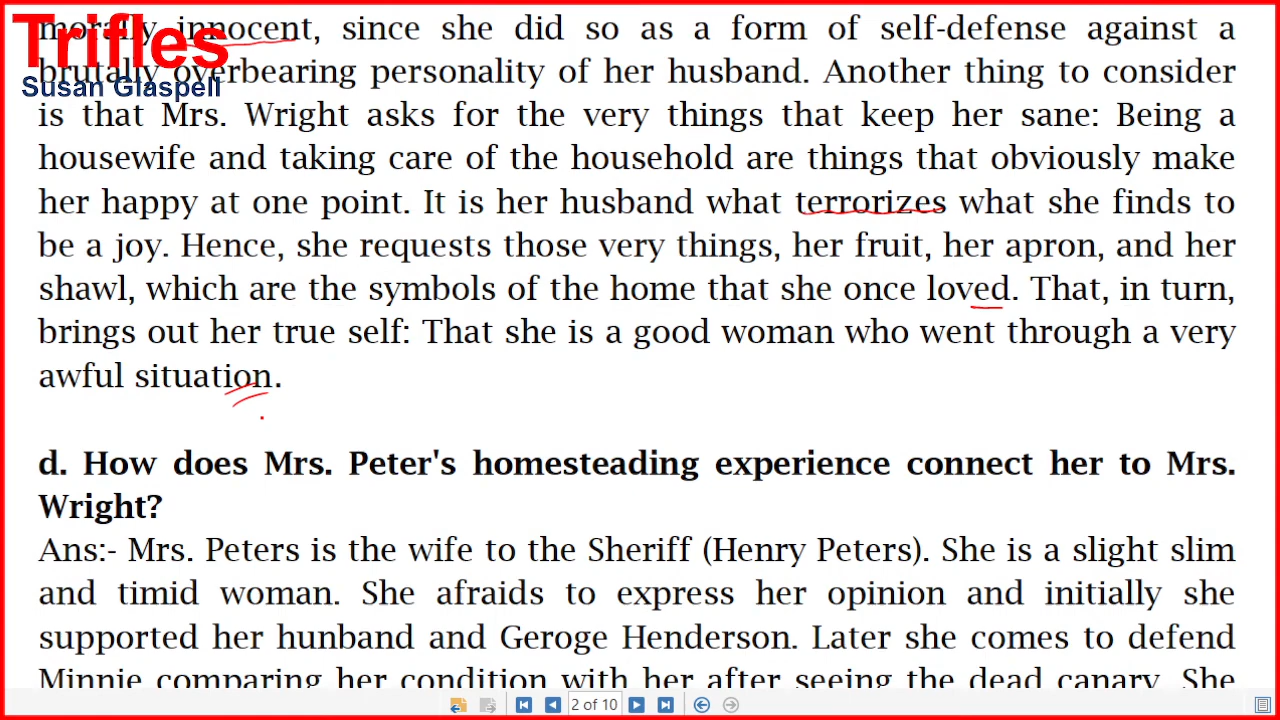 morally innocent, since she did so as a form of self-defense against a
Trifles
brutally overbearing personality of her husband. Another thing to consider
Susan Glaspell
is that Mrs. Wright asks for the very things that keep her sane: Being a
housewife and taking care of the household are things that obviously make
her happy at one point. It is her husband what terrorizes what she finds to
be a joy. Hence, she requests those very things, her fruit, her apron, and her
shawl, which are the symbols of the home that she once loved. That, in turn,
brings out her true self: That she is a good woman who went through a very
awful situation.
d. How does Mrs. Peter's homesteading experience connect her to Mrs.
Wright?
Ans:- Mrs. Peters is the wife to the Sheriff (Henry Peters). She is a slight slim
and timid woman. She afraids to express her opinion and initially she
supported her hunband and Geroge Henderson. Later she comes to defend
Minnie comparing her condition with her after seeing the dead canary. She
2 of 10